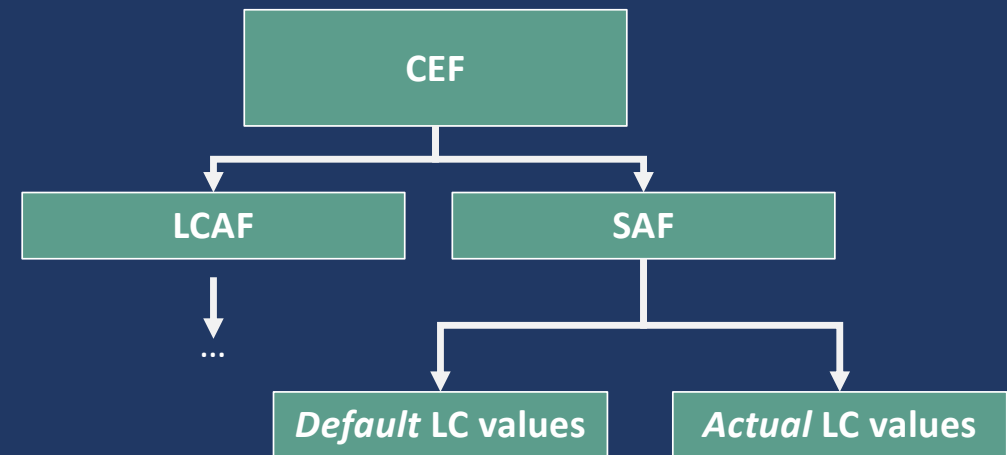 CEF
LCAF
SAF
...
Default LC values
Actual LC values